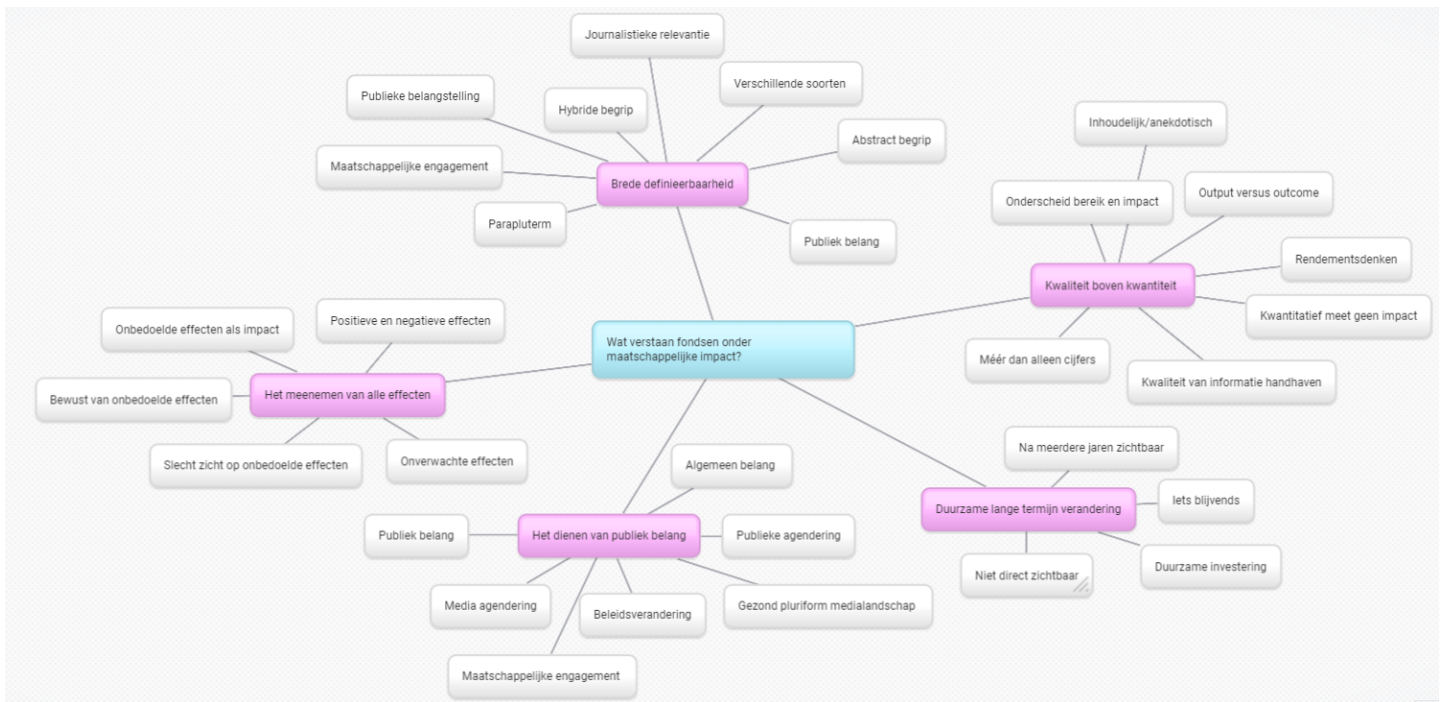 Journalistieke relevantie
Publieke belangstelling
Hybride begrip
Verschillende soorten
Maatschappelijke engagement
Abstract begrip
Brede definieerbaarheid
Parapluterm
Publiek belang
Inhoudelijk/anekdotisch
Onderscheid bereik en impact
Output versus outcome
Rendementsdenken
Kwaliteit boven kwantiteit
Kwantitatief meet geen impact
Méér dan alleen cijfers
Kwaliteit van informatie handhaven
Wat verstaan fondsen onder
maatschappelijke impact?
Onbedoelde effecten als impact
Positieve en negatieve effecten
Het meenemen van alle effecten
Bewust van onbedoelde effecten
Slecht zicht op onbedoelde effecten
Onverwachte effecten
Algemeen belang
Publiek belang
Het dienen van publiek belang
Publieke agendering
Media agendering
Beleidsverandering
Gezond pluriform medialandschap
Maatschappelijke engagement
Na meerdere jaren zichtbaar
Duurzame lange termijn verandering
Iets blijvends
Niet direct zichtbaar
Duurzame investering